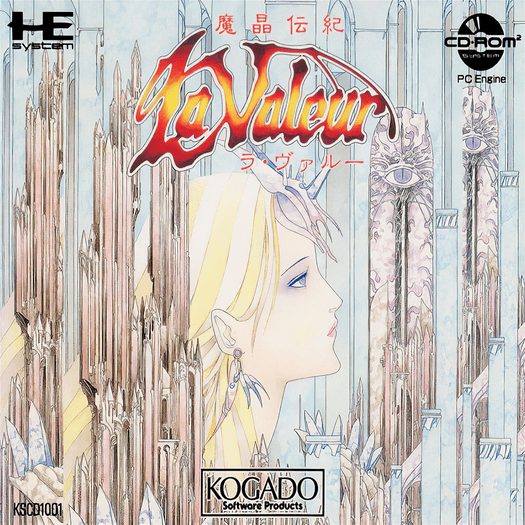 HE
system
魔晶伝紀
La Valeur
ラ・ヴァルー
CD-ROM²
SYSTEM
PC Engine
KOGADO
Software Products
KSCD1001